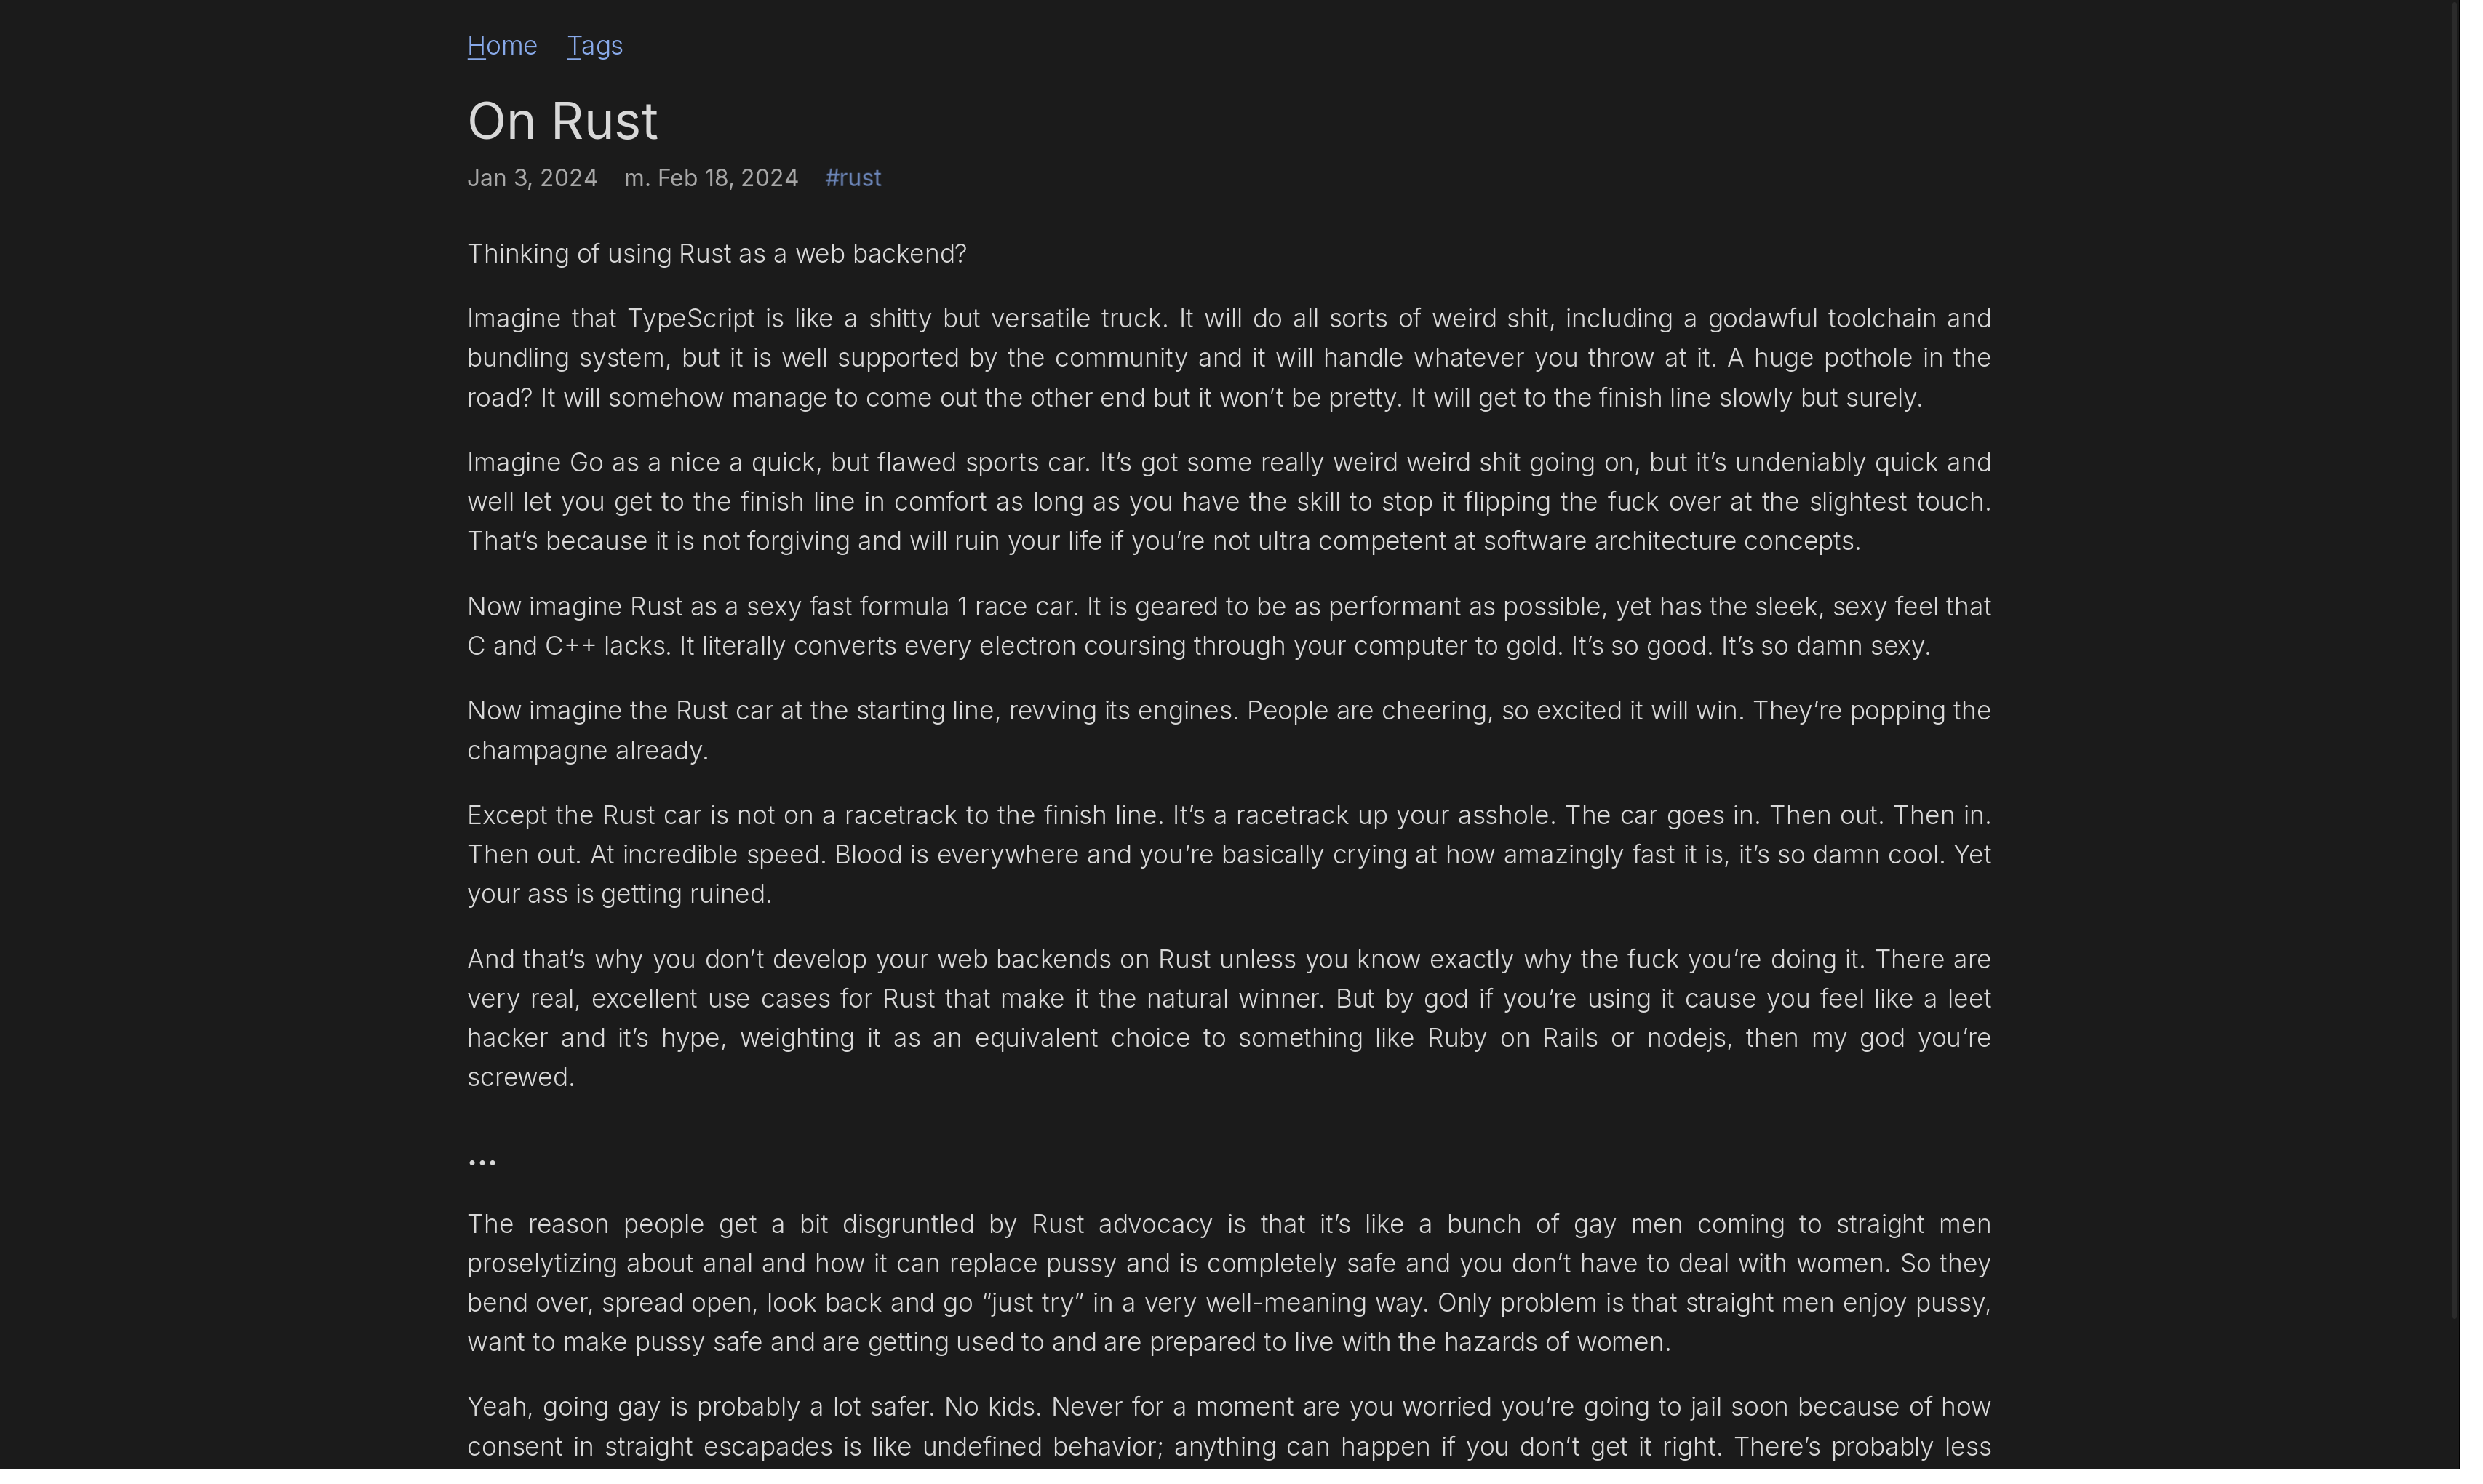 Home Tags
On Rust
Jan 3, 2024 m. Feb 18, 2024 #rust
Thinking of using Rust as a web backend?
Imagine that TypeScript is like a shitty but versatile truck. It will do all sorts of weird shit, including a godawful toolchain and
bundling system, but it is well supported by the community and it will handle whatever you throw at it. A huge pothole in the
road? It will somehow manage to come out the other end but it won’t be pretty. It will get to the finish line slowly but surely.
Imagine Go as a nice a quick, but flawed sports car. It’s got some really weird weird shit going on, but it’s undeniably quick and
well let you get to the finish line in comfort as long as you have the skill to stop it flipping the fuck over at the slightest touch.
That’s because it is not forgiving and will ruin your life if you’re not ultra competent at software architecture concepts.
Now imagine Rust as a sexy fast formula 1 race car. It is geared to be as performant as possible, yet has the sleek, sexy feel that
C and C++ lacks. It literally converts every electron coursing through your computer to gold. It’s so good. It’s so damn sexy.
Now imagine the Rust car at the starting line, revving its engines. People are cheering, so excited it will win. They’re popping the
champagne already.
Except the Rust car is not on a racetrack to the finish line. It’s a racetrack up your asshole. The car goes in. Then out. Then in.
Then out. At incredible speed. Blood is everywhere and you’re basically crying at how amazingly fast it is, it’s so damn cool. Yet
your ass is getting ruined.
And that’s why you don’t develop your web backends on Rust unless you know exactly why the fuck you’re doing it. There are
very real, excellent use cases for Rust that make it the natural winner. But by god if you’re using it cause you feel like a leet
hacker and it’s hype, weighting it as an equivalent choice to something like Ruby on Rails or nodejs, then my god you’re
screwed.
…
The reason people get a bit disgruntled by Rust advocacy is that it’s like a bunch of gay men coming to straight men
proselytizing about anal and how it can replace pussy and is completely safe and you don’t have to deal with women. So they
bend over, spread open, look back and go “just try” in a very well-meaning way. Only problem is that straight men enjoy pussy,
want to make pussy safe and are getting used to and are prepared to live with the hazards of women.
Yeah, going gay is probably a lot safer. No kids. Never for a moment are you worried you’re going to jail soon because of how
consent in straight escapades is like undefined behavior; anything can happen if you don’t get it right. There’s probably less